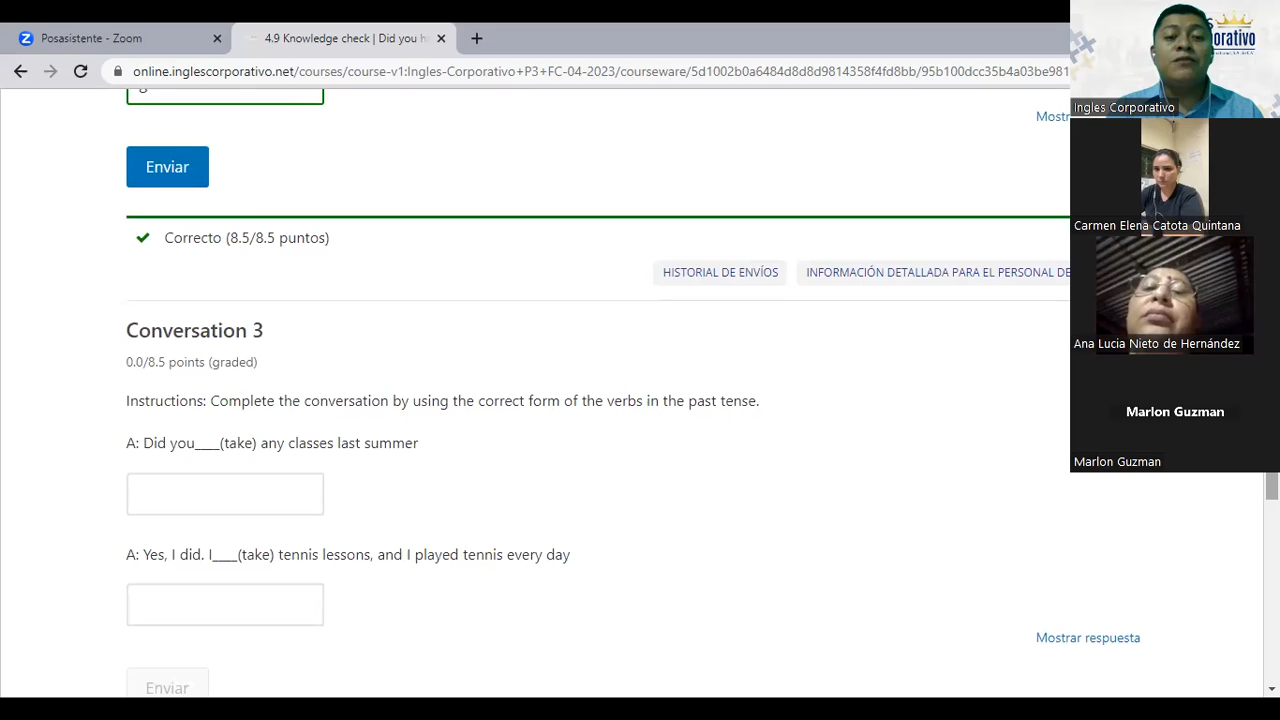 Posasistente - Zoom
4.9 Knowledge check | Did you h
online.inglescorporativo.net/courses/course-v1:Ingles-Corporativo+P3+FC-04-2023/courseware/5d1002b0a6484d8d8d9814358f4fd8bb/95b100dcc35b4a03be981
Mostr
Enviar
Correcto (8.5/8.5 puntos)
HISTORIAL DE ENVÍOS
INFORMACIÓN DETALLADA PARA EL PERSONAL DE
Conversation 3
0.0/8.5 points (graded)
Instructions: Complete the conversation by using the correct form of the verbs in the past tense.
A: Did you____(take) any classes last summer
A: Yes, I did. I____(take) tennis lessons, and I played tennis every day
Mostrar respuesta
Enviar
Ingles Corporativo
Carmen Elena Catota Quintana
Ana Lucia Nieto de Hernández
Marlon Guzman
Marlon Guzman